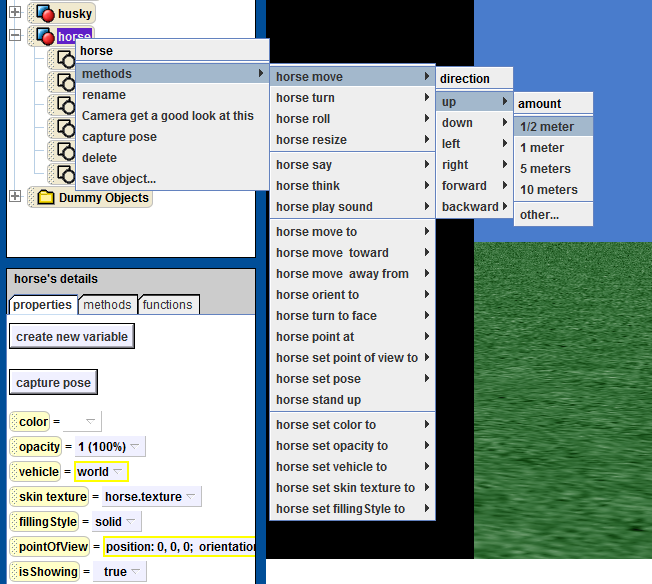 husky
horse
horse
methods
rename
Camera get a good look at this
capture pose
delete
save object...
Dummy Objects
horse move
horse turn
horse roll
horse resize
horse say
horse think
horse play sound
horse move to
horse move toward
horse move away from
horse orient to
horse turn to face
horse point at
horse set point of view to
horse set pose
horse stand up
horse set color to
horse set opacity to
horse set vehicle to
horse set skin texture to
horse set fillingStyle to
direction
up
down
left
right
forward
backward
amount
1/2 meter
1 meter
5 meters
10 meters
other...
horse's details
properties methods functions
create new variable
capture pose
color =
opacity = 1 (100%)
vehicle = world
skin texture = horse.texture
fillingStyle = solid
pointOfView = position: 0, 0, 0; orientation
isShowing = true